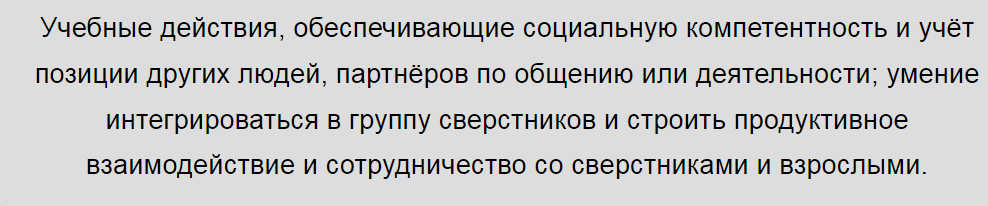 Учебные действия, обеспечивающие социальную компетентность и учёт
позиции других людей, партнёров по общению или деятельности; умение
интегрироваться в группу сверстников и строить продуктивное
взаимодействие и сотрудничество со сверстниками и взрослыми.